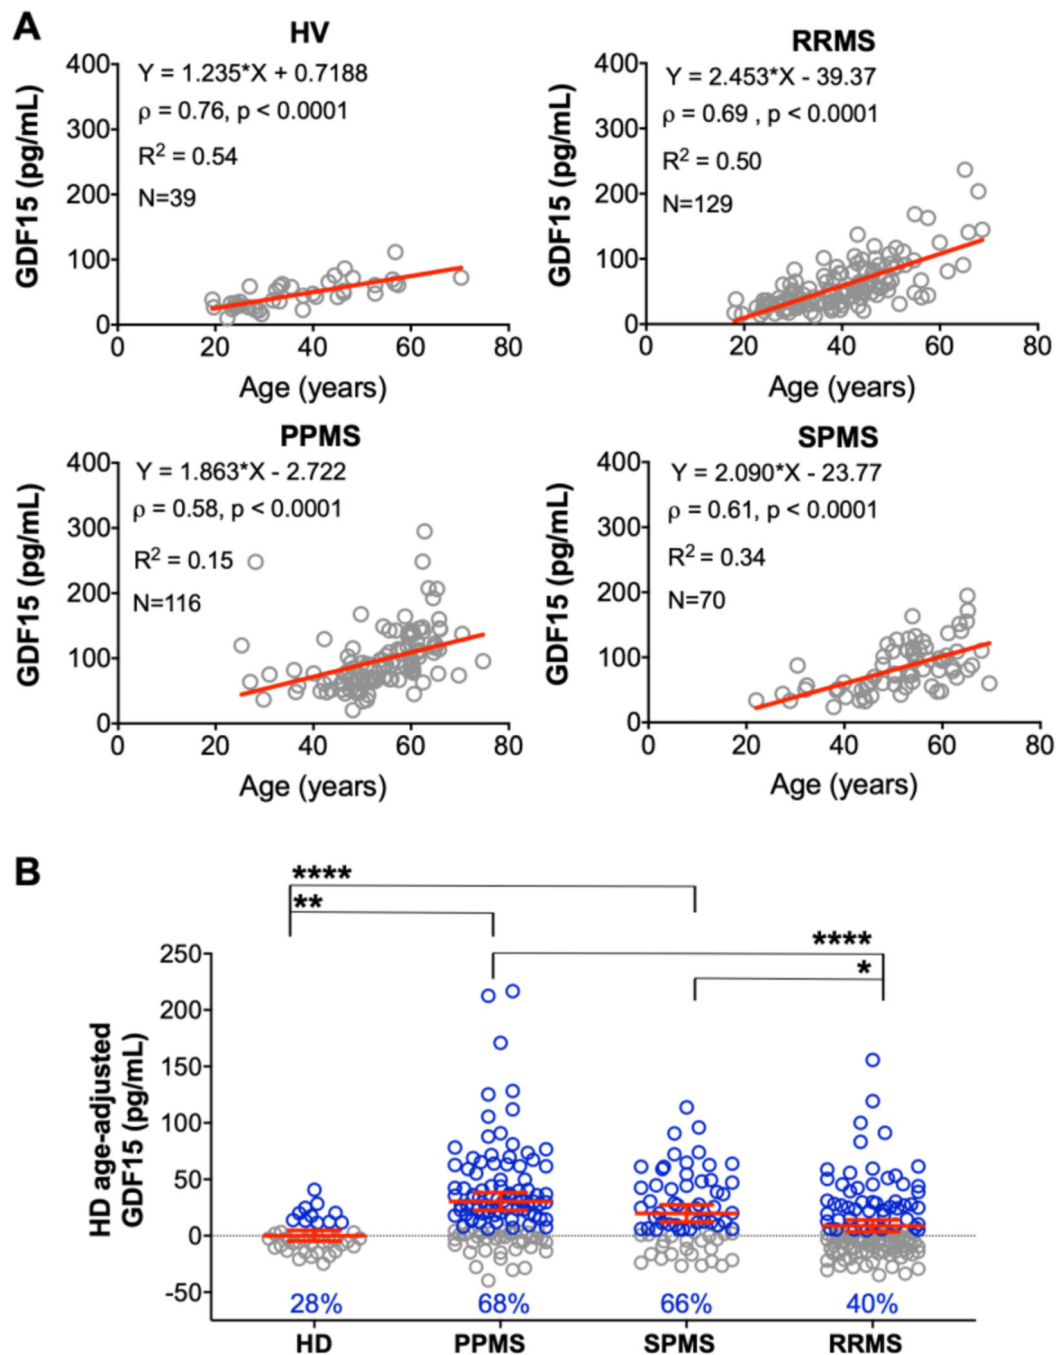 A
HV
Y = 1.235*X + 0.7188
ρ = 0.76, p < 0.0001
R² = 0.54
N=39
GDF15 (pg/mL)
400
300
200
100
0
0 20 40 60 80
Age (years)
RRMS
Y = 2.453*X - 39.37
ρ = 0.69 , p < 0.0001
R² = 0.50
N=129
GDF15 (pg/mL)
400
300
200
100
0
0 20 40 60 80
Age (years)
PPMS
Y = 1.863*X - 2.722
ρ = 0.58, p < 0.0001
R² = 0.15
N=116
GDF15 (pg/mL)
400
300
200
100
0
0 20 40 60 80
Age (years)
SPMS
Y = 2.090*X - 23.77
ρ = 0.61, p < 0.0001
R² = 0.34
N=70
GDF15 (pg/mL)
400
300
200
100
0
0 20 40 60 80
Age (years)
B
****
**
****
*
HD age-adjusted
GDF15 (pg/mL)
250
200
150
100
50
0
-50
28% 68% 66% 40%
HD PPMS SPMS RRMS